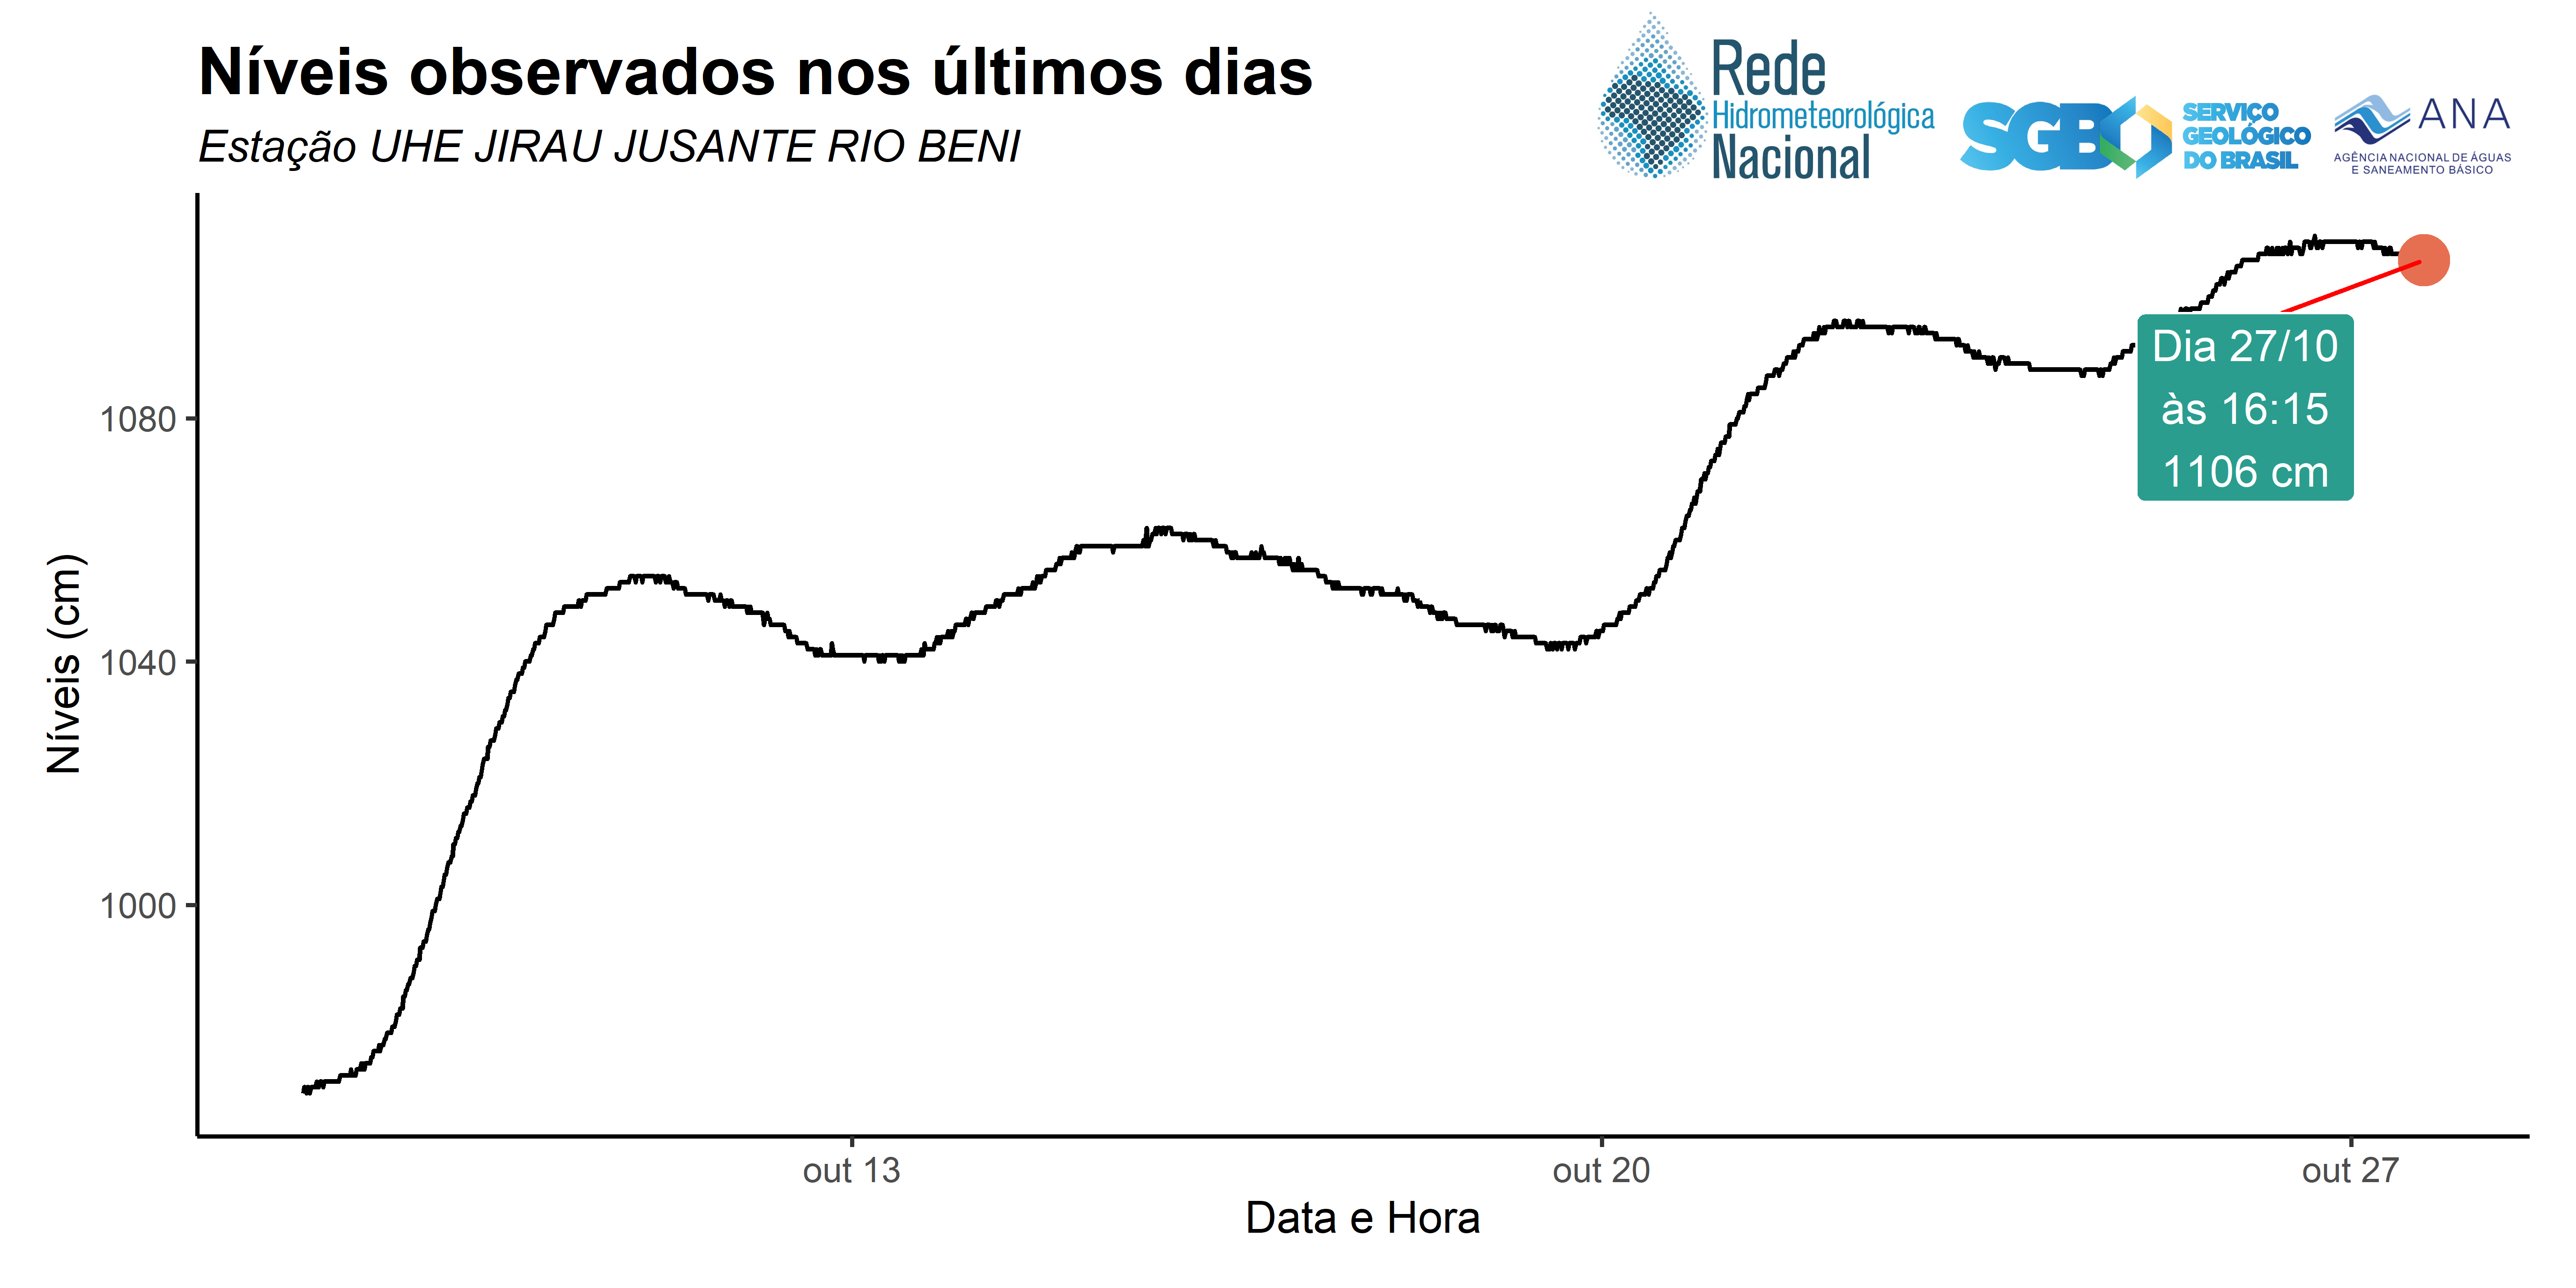 Níveis observados nos últimos dias
Estação UHE JIRAU JUSANTE RIO BENI
Rede
Hidrometeorológica
Nacional
SGB
SERVIÇO
GEOLÓGICO
DO BRASIL
ANA
AGÊNCIA NACIONAL DE ÁGUAS
E SANEAMENTO BÁSICO
Níveis (cm)
1080
1040
1000
Dia 27/10
às 16:15
1106 cm
out 13
out 20
out 27
Data e Hora